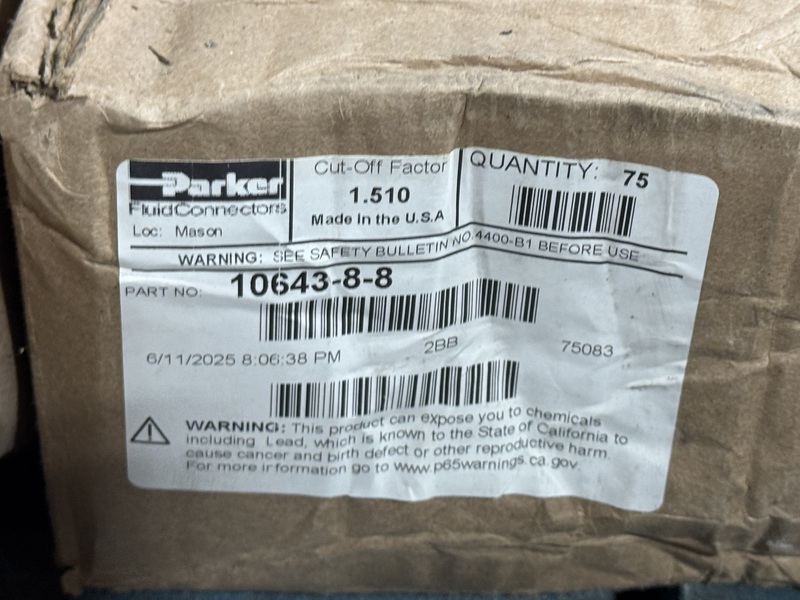 Parker
FluidConnectors
Loc: Mason
Cut-Off Factor
1.510
Made in the U.S.A
QUANTITY: 75
WARNING: SEE SAFETY BULLETIN NO.4400-B1 BEFORE USE
PART NO: 10643-8-8
6/11/2025 8:06:38 PM 2BB 75083
WARNING: This product can expose you to chemicals
including Lead, which is known to the State of California to
cause cancer and birth defect or other reproductive harm.
For more information go to www.p65warnings.ca.gov.